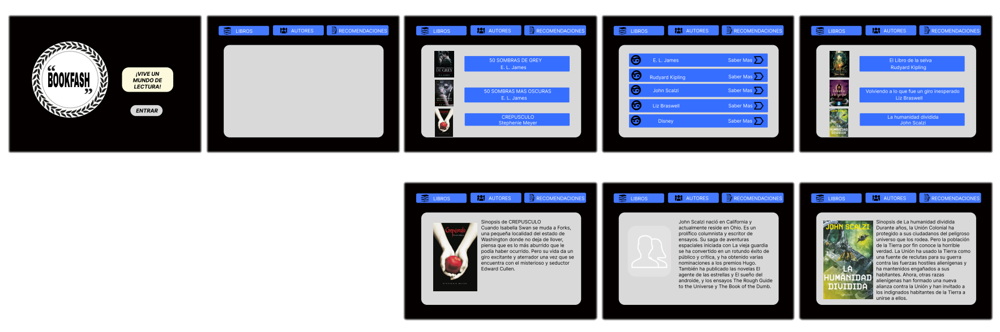 “
BOOKFASH
”
¡VIVE UN
MUNDO DE
LECTURA!
ENTRAR
LIBROS
AUTORES
RECOMENDACIONES
LIBROS
AUTORES
RECOMENDACIONES
DE GREY
50 SOMBRAS DE GREY
E. L. James
50 SOMBRAS MAS OSCURAS
E. L. James
CREPUSCULO
Stephenie Meyer
LIBROS
AUTORES
RECOMENDACIONES
E. L. James
Saber Mas
Rudyard Kipling
Saber Mas
John Scalzi
Saber Mas
Liz Braswell
Saber Mas
Disney
Saber Mas
LIBROS
AUTORES
RECOMENDACIONES
El Libro de la selva
Rudyard Kipling
Volviendo a lo que fue un giro inesperado
Liz Braswell
JOHN SCALZI
LA
HUMANIDAD
DIVIDIDA
La humanidad dividida
John Scalzi
LIBROS
AUTORES
RECOMENDACIONES
Crepúsculo
STEPHENIE MEYER
Sinopsis de CREPUSCULO
Cuando Isabella Swan se muda a Forks,
una pequeña localidad del estado de
Washington donde no deja de llover,
piensa que es lo más aburrido que le
podía haber ocurrido. Pero su vida da un
giro excitante y aterrador una vez que se
encuentra con el misterioso y seductor
Edward Cullen.
LIBROS
AUTORES
RECOMENDACIONES
John Scalzi nació en California y
actualmente reside en Ohio. Es un
prolífico columnista y escritor de
ensayos. Su saga de aventuras
espaciales iniciada con La vieja guardia
se ha convertido en un rotundo éxito de
público y crítica, y ha obtenido varias
nominaciones a los premios Hugo.
También ha publicado las novelas El
agente de las estrellas y El sueño del
androide, y los ensayos The Rough Guide
to the Universe y The Book of the Dumb.
LIBROS
AUTORES
RECOMENDACIONES
JOHN SCALZI
LA
HUMANIDAD
DIVIDIDA
Sinopsis de La humanidad dividida
Durante años, la Unión Colonial ha
protegido a sus ciudadanos del peligroso
universo que los rodea. Pero la población
de la Tierra por fin conoce la horrible
verdad. La Unión ha usado la Tierra como
una fuente de reclutas para su guerra
contra las fuerzas hostiles alienígenas y
ha mantenidos engañados a sus
habitantes. Ahora, otras razas
alienígenas han formado una nueva
alianza contra la Unión y han invitado a
los indignados habitantes de la Tierra a
unirse a ellos.